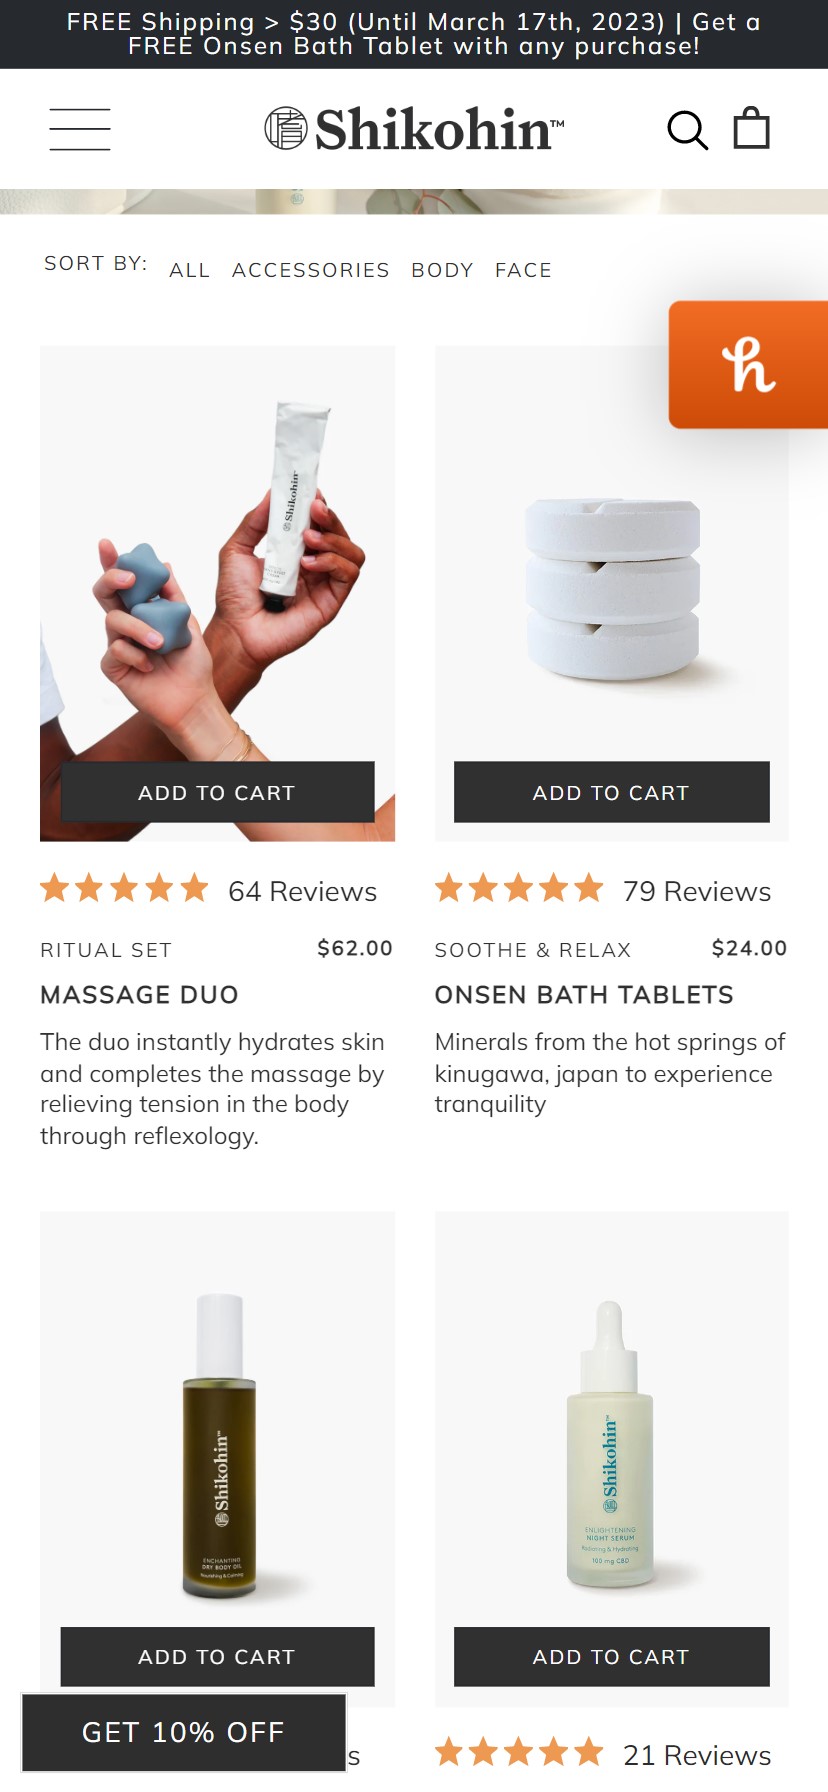 FREE Shipping > $30 (Until March 17th, 2023) | Get a
FREE Onsen Bath Tablet with any purchase!
Shikohin™
SORT BY: ALL ACCESSORIES BODY FACE
h
Shikohin
ADD TO CART
ADD TO CART
64 Reviews
79 Reviews
RITUAL SET $62.00
MASSAGE DUO
The duo instantly hydrates skin
and completes the massage by
relieving tension in the body
through reflexology.
SOOTHE & RELAX $24.00
ONSEN BATH TABLETS
Minerals from the hot springs of
kinugawa, japan to experience
tranquility
Shikohin™
ENCHANTING
DRY BODY OIL
Nourishing & Calming
ADD TO CART
Shikohin™
ENLIGHTENING
NIGHT SERUM
Hydrating
100 mg CBD
ADD TO CART
GET 10% OFF
s
21 Reviews